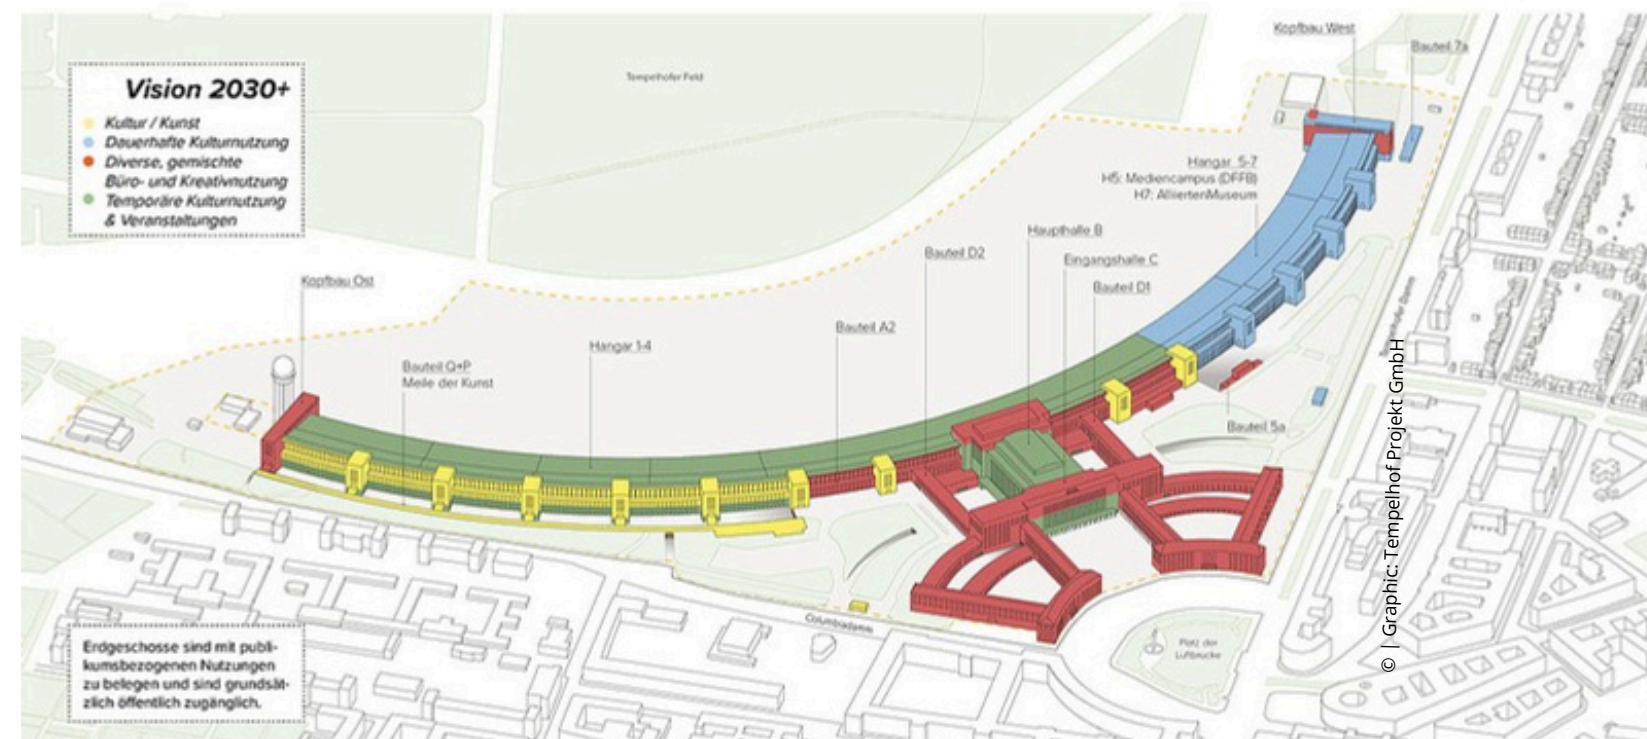 Vision 2030+
Kultur / Kunst
Dauerhafte Kulturnutzung
Diverse, gemischte
Büro- und Kreativnutzung
Temporäre Kulturnutzung
& Veranstaltungen
Tempelhofer Feld
Kopfbau West
Bauteil 7a
Hangar 5-7
H5: Mediencampus (DFFB)
H7: AlliiertenMuseum
Haupthalle B
Bauteil D2
Eingangshalle C
Bauteil D1
Kopfbau Ost
Bauteil A2
Hangar 1-4
Bauteil Q+P
Meile der Kunst
Bauteil 5a
Tempelhofer Damm
Columbiadamm
Platz der
Luftbrücke
Erdgeschosse sind mit publi-
kumsbezogenen Nutzungen
zu belegen und sind grundsät-
zlich öffentlich zugänglich.
© | Graphic: Tempelhof Projekt GmbH